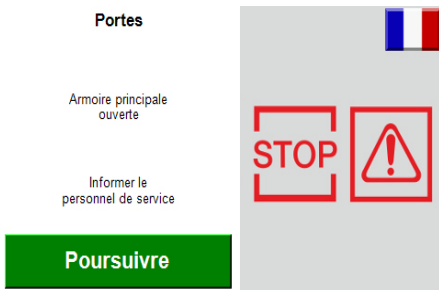 Portes
Armoire principale
ouverte
Informer le
personnel de service
Poursuivre
STOP